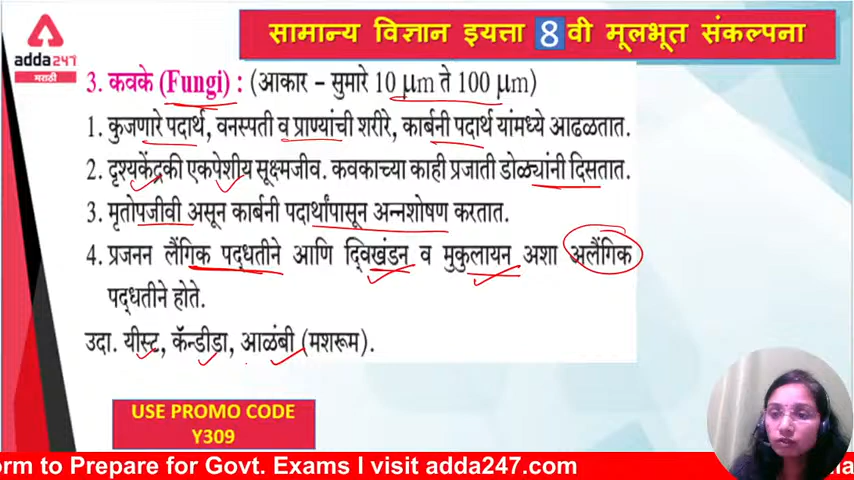 सामान्य विज्ञान इयत्ता 8 वी मूलभूत संकल्पना
adda247
मराठी
3. कवके (Fungi) : (आकार – सुमारे 10 μm ते 100 μm)
1. कुजणारे पदार्थ, वनस्पती व प्राण्यांची शरीरे, कार्बनी पदार्थ यांमध्ये आढळतात.
2. दृश्यकेंद्रकी एकपेशीय सूक्ष्मजीव. कवकाच्या काही प्रजाती डोळ्यांनी दिसतात.
3. मृतोपजीवी असून कार्बनी पदार्थांपासून अन्नशोषण करतात.
4. प्रजनन लैंगिक पद्धतीने आणि द्विखंडन व मुकुलायन अशा अलैंगिक
पद्धतीने होते.
उदा. यीस्ट, कॅन्डीडा, आळंबी (मशरूम).
USE PROMO CODE
Y309
orm to Prepare for Govt. Exams I visit adda247.com